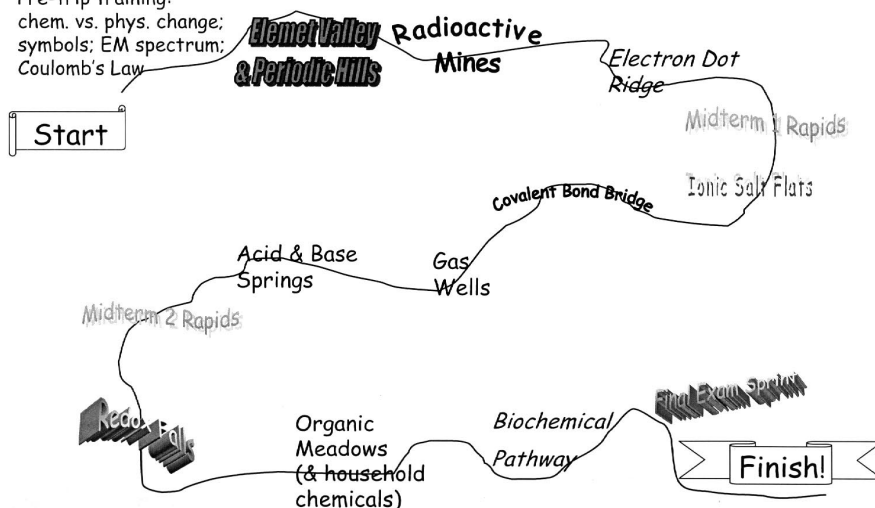 Pre-Trip Training:
chem. vs. phys. change;
symbols; EM spectrum;
Coulomb's Law
Start
Elemet Valley
& Periodic Hills
Radioactive
Mines
Electron Dot
Ridge
Midterm 1 Rapids
Ionic Salt Flats
Covalent Bond Bridge
Gas
Wells
Acid & Base
Springs
Midterm 2 Rapids
Redox Falls
Organic
Meadows
(& household
chemicals)
Biochemical
Pathway
Final Exam Sprint
Finish!